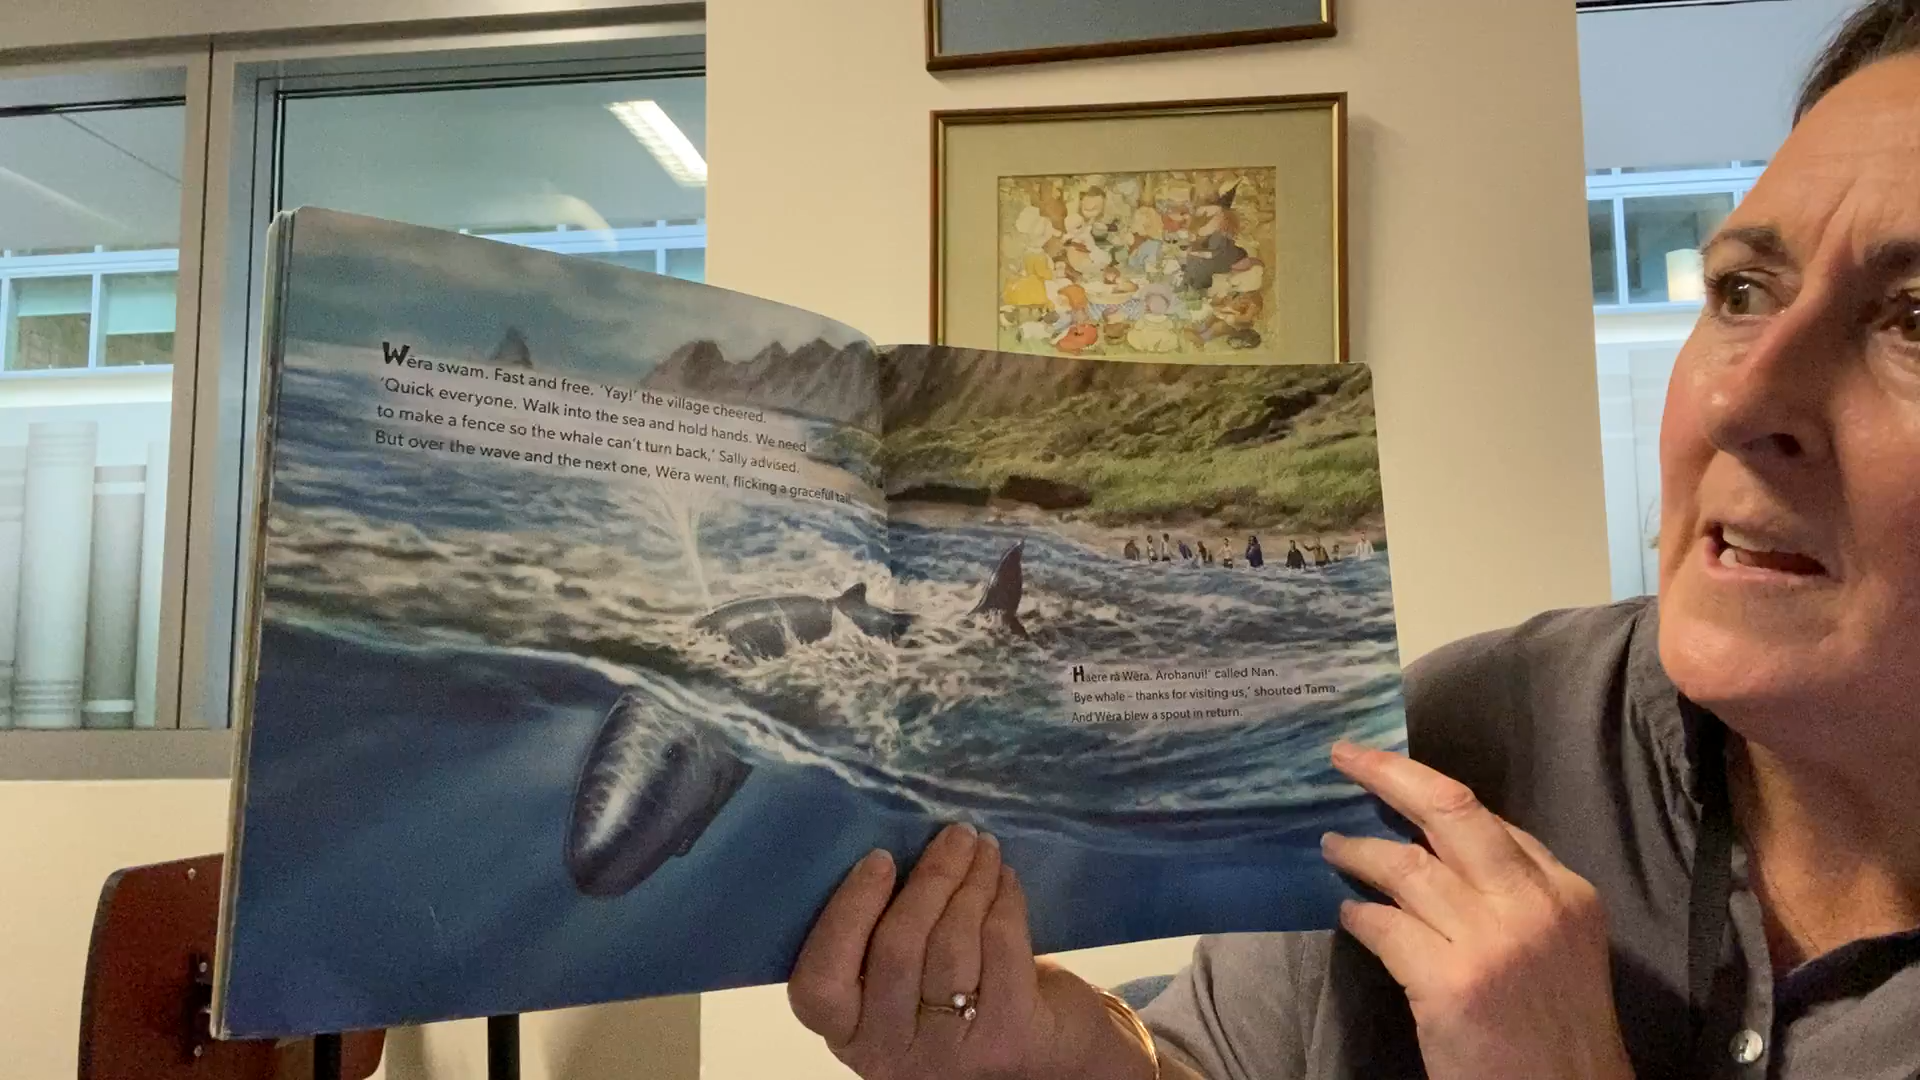 Wēra swam. Fast and free. 'Yay!' the village cheered.
'Quick everyone. Walk into the sea and hold hands. We need
to make a fence so the whale can't turn back,' Sally advised.
But over the wave and the next one, Wēra went, flicking a graceful tail.
'Haere rā Wēra. Arohanui!' called Nan.
'Bye whale – thanks for visiting us,' shouted Tama.
And Wēra blew a spout in return.